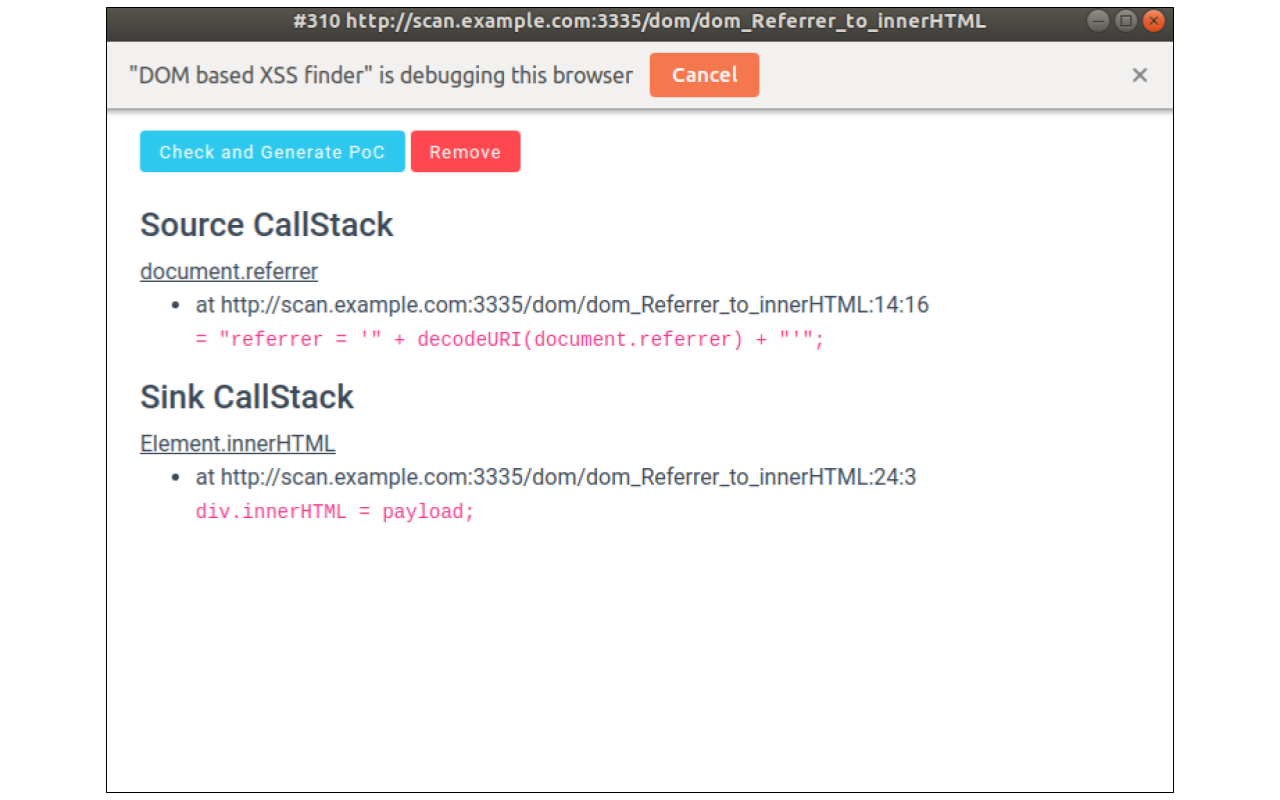 #310 http://scan.example.com:3335/dom/dom_Referrer_to_innerHTML
"DOM based XSS finder" is debugging this browser Cancel
Check and Generate PoC Remove
Source CallStack
document.referrer
• at http://scan.example.com:3335/dom/dom_Referrer_to_innerHTML:14:16
= "referrer = '" + decodeURI(document.referrer) + "'";
Sink CallStack
Element.innerHTML
• at http://scan.example.com:3335/dom/dom_Referrer_to_innerHTML:24:3
div.innerHTML = payload;